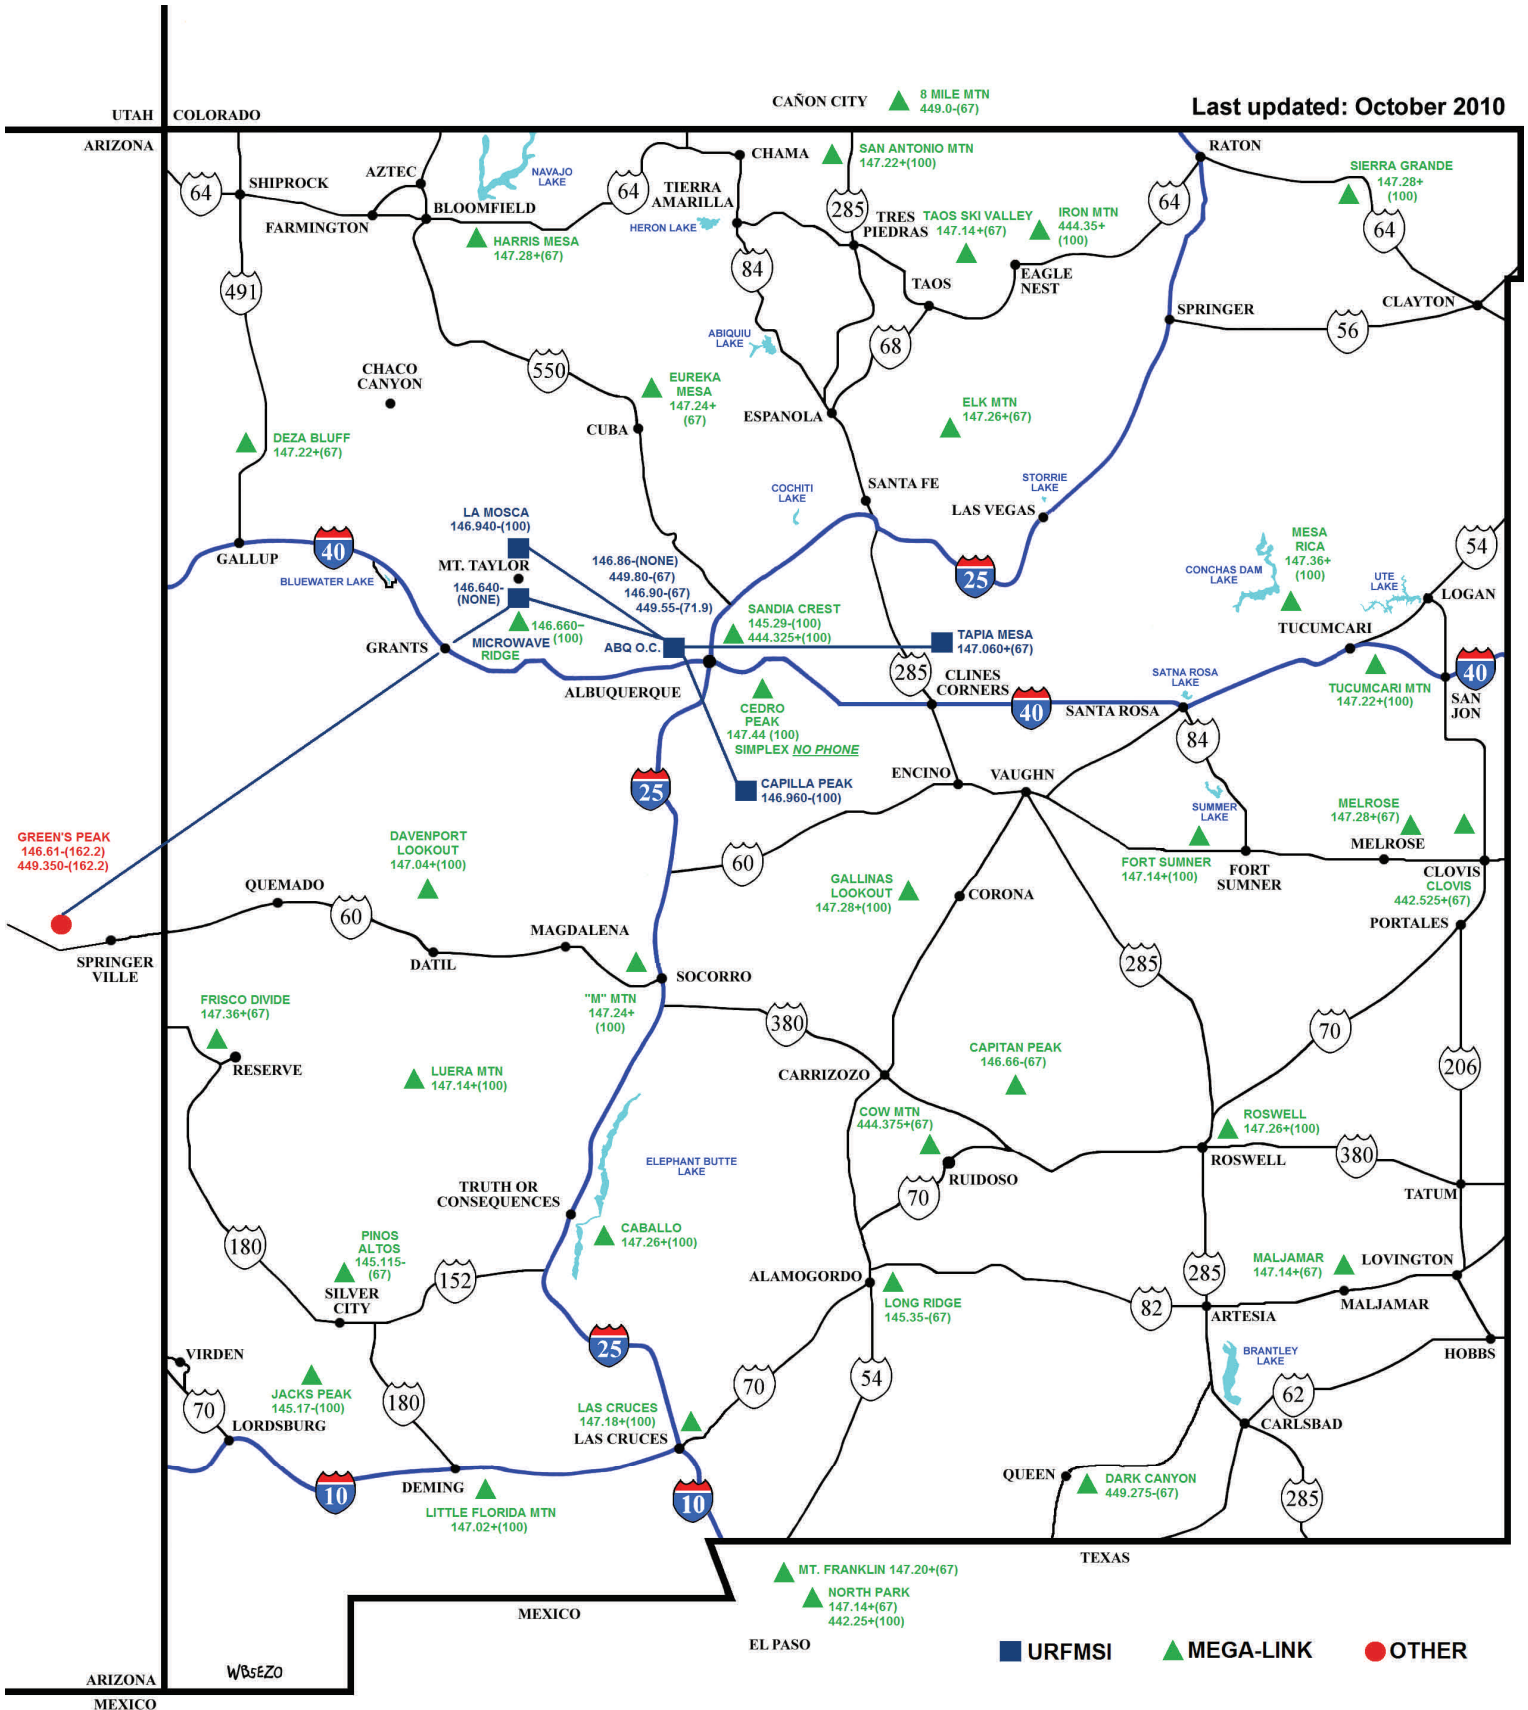 CAÑON CITY
8 MILE MTN
449.0-(67)
Last updated: October 2010
UTAH
COLORADO
ARIZONA
RATON
CHAMA
SAN ANTONIO MTN
147.22+(100)
SIERRA GRANDE
147.28+
(100)
AZTEC
NAVAJO
LAKE
SHIPROCK
64
64
TIERRA
AMARILLA
BLOOMFIELD
FARMINGTON
HERON LAKE
285
TRES
PIEDRAS
TAOS SKI VALLEY
147.14+(67)
IRON MTN
444.35+
(100)
64
64
HARRIS MESA
147.28+(67)
84
EAGLE
NEST
TAOS
491
CLAYTON
SPRINGER
56
ABIQUIU
LAKE
68
CHACO
CANYON
550
EUREKA
MESA
147.24+
(67)
ESPANOLA
ELK MTN
147.26+(67)
CUBA
DEZA BLUFF
147.22+(67)
COCHITI
LAKE
SANTA FE
STORRIE
LAKE
LAS VEGAS
LA MOSCA
146.940-(100)
GALLUP
40
MT. TAYLOR
BLUEWATER LAKE
146.640-
(NONE)
146.86-(NONE)
449.80-(67)
146.90-(67)
449.55-(71.9)
25
MESA
RICA
147.36+
(100)
CONCHAS DAM
LAKE
UTE
LAKE
54
LOGAN
SANDIA CREST
145.29-(100)
444.325+(100)
146.660–
(100)
MICROWAVE
RIDGE
GRANTS
ABQ O.C.
TAPIA MESA
147.060+(67)
TUCUMCARI
285
CLINES
CORNERS
SATNA ROSA
LAKE
40
TUCUMCARI MTN
147.22+(100)
SAN
JON
ALBUQUERQUE
CEDRO
PEAK
147.44 (100)
SIMPLEX NO PHONE
40
SANTA ROSA
84
ENCINO
VAUGHN
25
CAPILLA PEAK
146.960-(100)
SUMMER
LAKE
MELROSE
147.28+(67)
GREEN'S PEAK
146.61-(162.2)
449.350-(162.2)
DAVENPORT
LOOKOUT
147.04+(100)
MELROSE
60
FORT SUMNER
147.14+(100)
FORT
SUMNER
CLOVIS
CLOVIS
442.525+(67)
QUEMADO
GALLINAS
LOOKOUT
147.28+(100)
CORONA
60
PORTALES
MAGDALENA
SPRINGER
VILLE
DATIL
285
SOCORRO
FRISCO DIVIDE
147.36+(67)
"M" MTN
147.24+
(100)
380
70
CAPITAN PEAK
146.66-(67)
RESERVE
LUERA MTN
147.14+(100)
CARRIZOZO
206
COW MTN
444.375+(67)
ROSWELL
147.26+(100)
ELEPHANT BUTTE
LAKE
ROSWELL
380
RUIDOSO
70
TATUM
TRUTH OR
CONSEQUENCES
CABALLO
147.26+(100)
180
PINOS
ALTOS
145.115-
(67)
152
ALAMOGORDO
285
MALJAMAR
147.14+(67)
LOVINGTON
SILVER
CITY
LONG RIDGE
145.35-(67)
82
ARTESIA
MALJAMAR
25
VIRDEN
BRANTLEY
LAKE
HOBBS
JACKS PEAK
145.17-(100)
70
180
70
54
62
LAS CRUCES
147.18+(100)
LORDSBURG
LAS CRUCES
CARLSBAD
QUEEN
DARK CANYON
449.275-(67)
DEMING
10
10
285
LITTLE FLORIDA MTN
147.02+(100)
TEXAS
MT. FRANKLIN 147.20+(67)
NORTH PARK
147.14+(67)
442.25+(100)
MEXICO
EL PASO
URFMSI
MEGA-LINK
OTHER
WB5EZO
ARIZONA
MEXICO